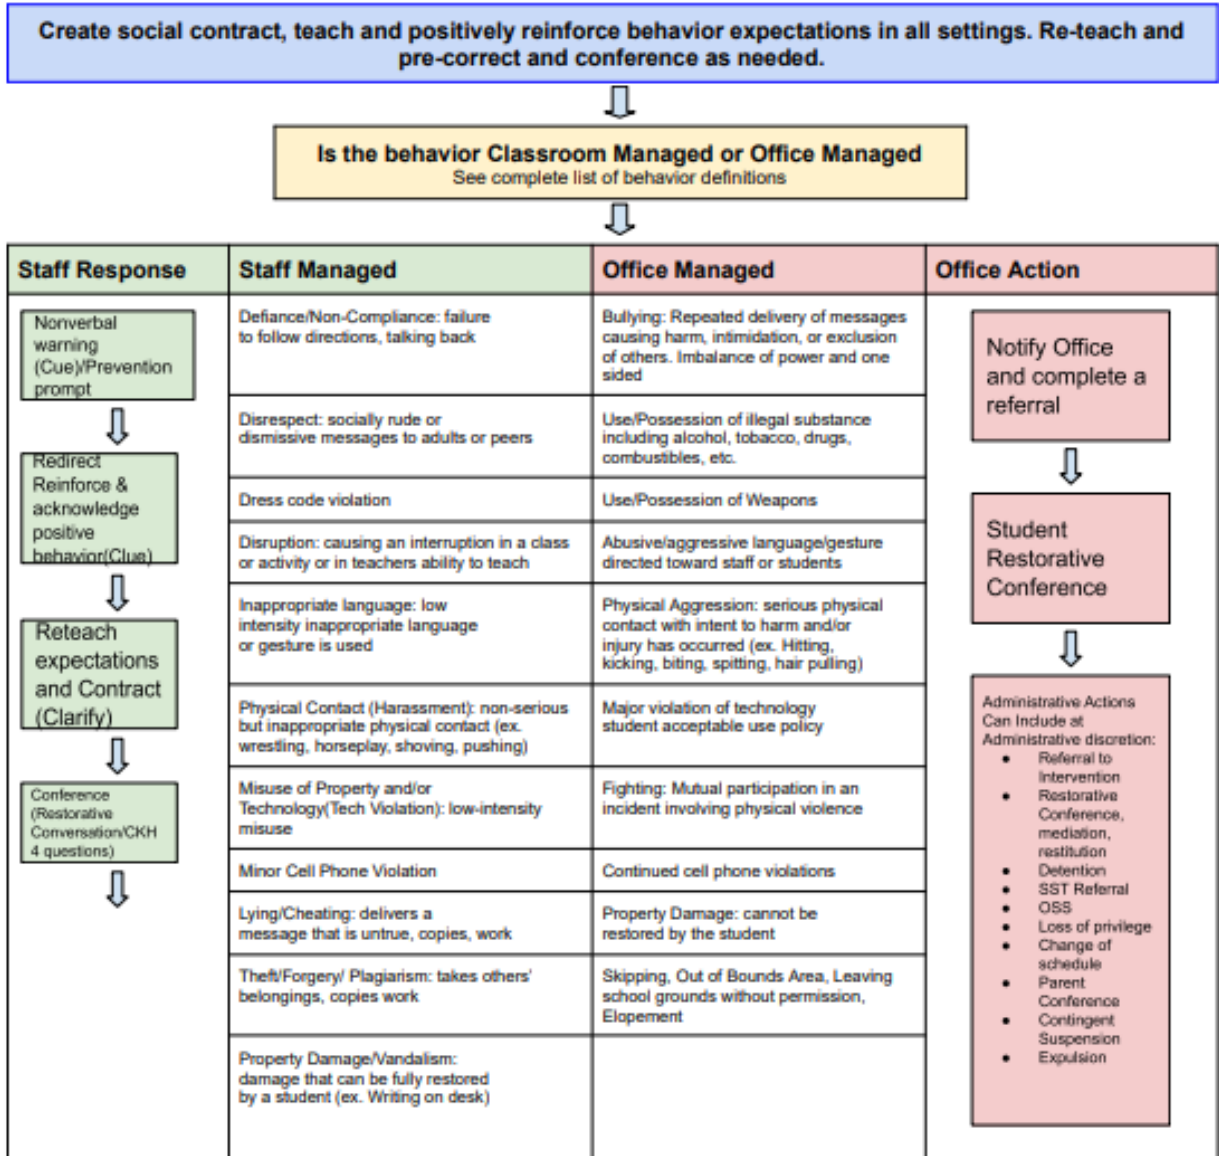 Create social contract, teach and positively reinforce behavior expectations in all settings. Re-teach and
pre-correct and conference as needed.
Is the behavior Classroom Managed or Office Managed
See complete list of behavior definitions
Staff Response
Staff Managed
Office Managed
Office Action
Nonverbal
warning
(Cue)/Prevention
prompt
Redirect
Reinforce &
acknowledge
positive
behavior(Clue)
Reteach
expectations
and Contract
(Clarify)
Conference
(Restorative
Conversation/CKH
4 questions)
Defiance/Non-Compliance: failure
to follow directions, talking back
Disrespect: socially rude or
dismissive messages to adults or peers
Dress code violation
Disruption: causing an interruption in a class
or activity or in teachers ability to teach
Inappropriate language: low
intensity inappropriate language
or gesture is used
Physical Contact (Harassment): non-serious
but inappropriate physical contact (ex.
wrestling, horseplay, shoving, pushing)
Misuse of Property and/or
Technology(Tech Violation): low-intensity
misuse
Minor Cell Phone Violation
Lying/Cheating: delivers a
message that is untrue, copies, work
Theft/Forgery/ Plagiarism: takes others'
belongings, copies work
Property Damage/Vandalism:
damage that can be fully restored
by a student (ex. Writing on desk)
Bullying: Repeated delivery of messages
causing harm, intimidation, or exclusion
of others. Imbalance of power and one
sided
Use/Possession of illegal substance
including alcohol, tobacco, drugs,
combustibles, etc.
Use/Possession of Weapons
Abusive/aggressive language/gesture
directed toward staff or students
Physical Aggression: serious physical
contact with intent to harm and/or
injury has occurred (ex. Hitting,
kicking, biting, spitting, hair pulling)
Major violation of technology
student acceptable use policy
Fighting: Mutual participation in an
incident involving physical violence
Continued cell phone violations
Property Damage: cannot be
restored by the student
Skipping, Out of Bounds Area, Leaving
school grounds without permission,
Elopement
Notify Office
and complete a
referral
Student
Restorative
Conference
Administrative Actions
Can Include at
Administrative discretion:
● Referral to
Intervention
● Restorative
Conference,
mediation,
restitution
● Detention
● SST Referral
● OSS
● Loss of privilege
● Change of
schedule
● Parent
Conference
● Contingent
Suspension
● Expulsion